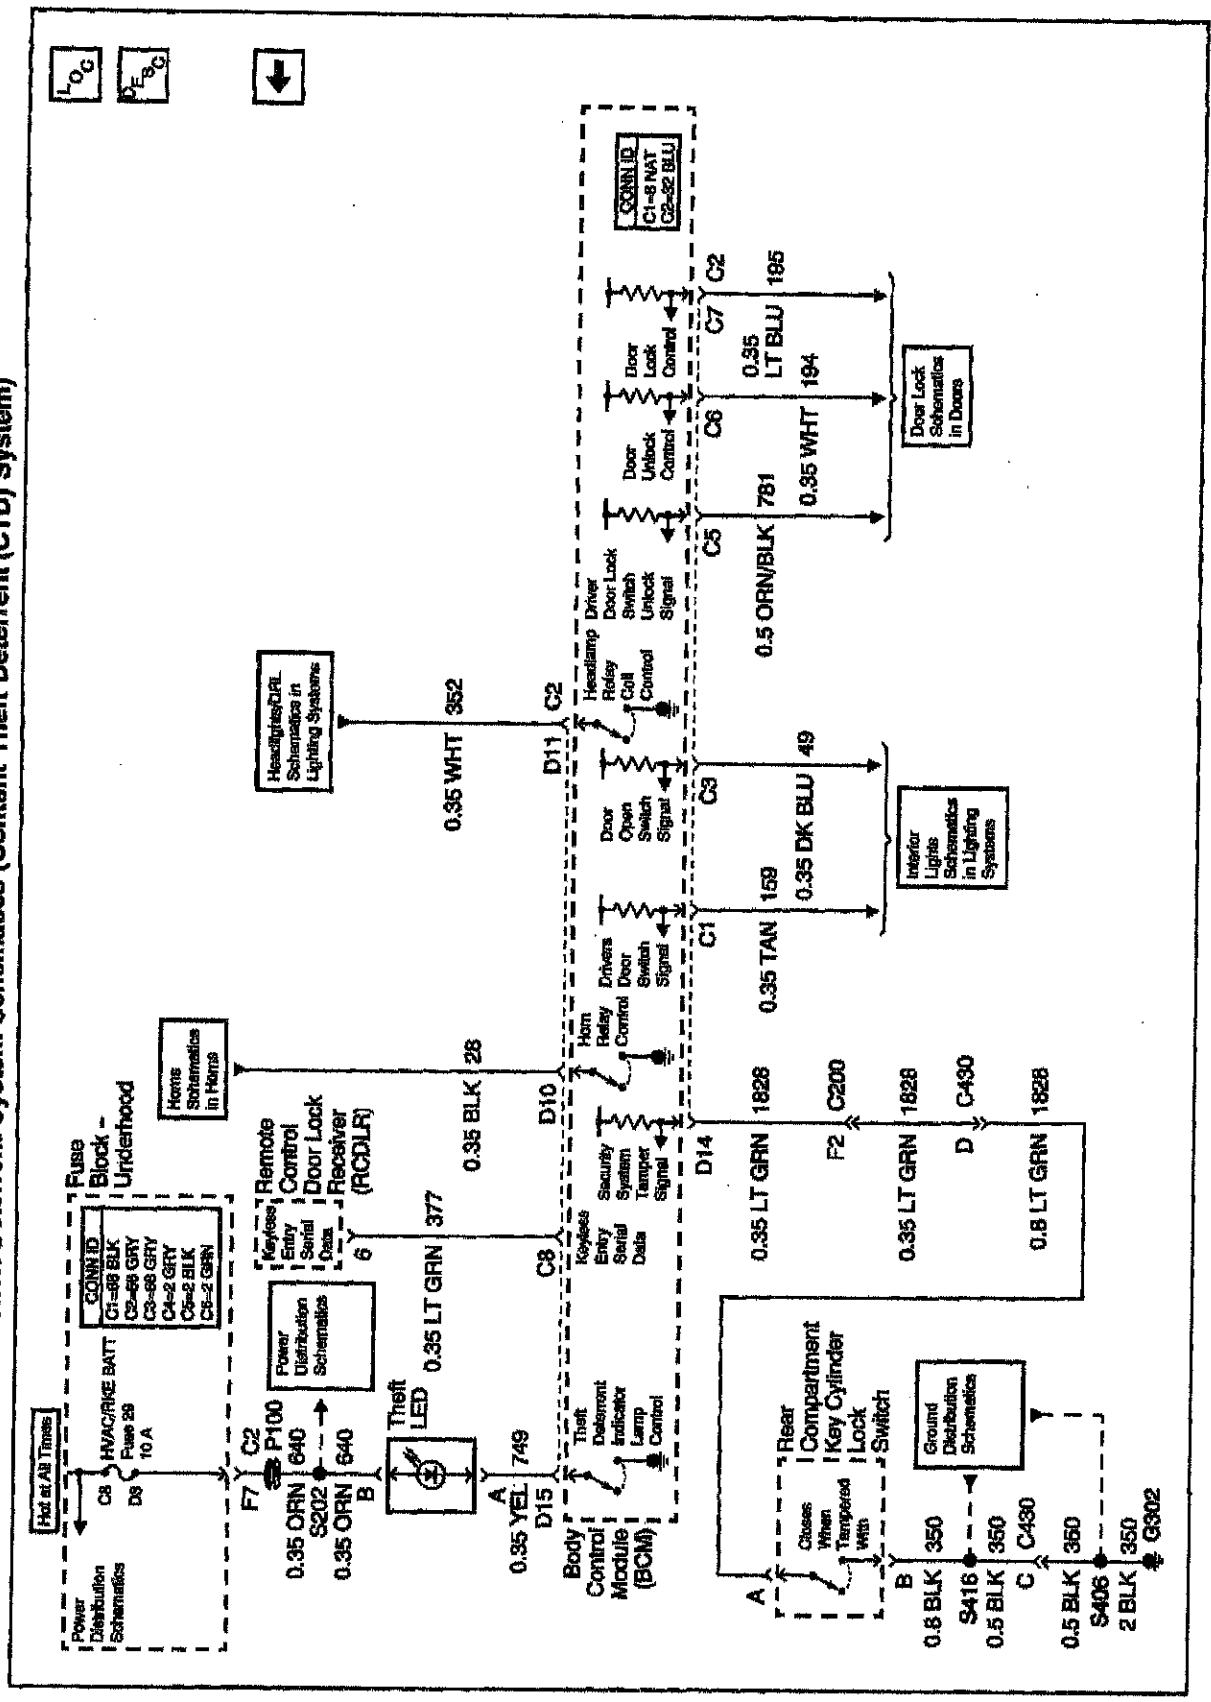 Theft Deterrent System Schematics (Content Theft Deterrent (CTD) System)
LOC
DESC
Hot at All Times
Power
Distribution
Schematics
C8
D8
HVAC/RKE BATT
Fuse 29
10 A
CONN ID
C1=68 BLK
C2=68 GRY
C3=68 GRY
C4=2 GRY
C5=2 BLK
C6=2 GRN
Fuse
Block –
Underhood
F7
C2
P100
0.35 ORN
640
S202
0.35 ORN
640
B
Power
Distribution
Schematics
Theft
LED
A
0.35 YEL
749
D15
Keyless
Entry
Serial
Data
Remote
Control
Door Lock
Receiver
(RCDLR)
6
0.35 LT GRN
377
C8
Horns
Schematics
in Horns
0.35 BLK
28
D10
Headlights/DRL
Schematics in
Lighting Systems
0.35 WHT
352
D11
C2
Body
Control
Module
(BCM)
Theft
Deterrent
Indicator
Lamp
Control
Keyless
Entry
Serial
Data
Security
System
Tamper
Signal
Horn
Relay
Control
Drivers
Door
Switch
Signal
Door
Open
Switch
Signal
Headlamp
Relay
Coil
Control
Driver
Door Lock
Switch
Unlock
Signal
Door
Unlock
Control
Door
Lock
Control
CONN ID
C1=8 NAT
C2=32 BLU
D14
0.35 LT GRN
1828
F2
C200
0.35 LT GRN
1828
D
C430
0.8 LT GRN
1828
C1
0.35 TAN
159
C3
0.35 DK BLU
49
Interior
Lights
Schematics
in Lighting
Systems
C5
0.5 ORN/BLK
781
C6
0.35 WHT
194
C7
C2
0.35
LT BLU
195
Door Lock
Schematics
in Doors
A
Closes
When
Tampered
With
Rear
Compartment
Key Cylinder
Lock
Switch
B
0.8 BLK
350
S416
0.5 BLK
350
C
C430
0.5 BLK
350
S406
2 BLK
350
G302
Ground
Distribution
Schematics